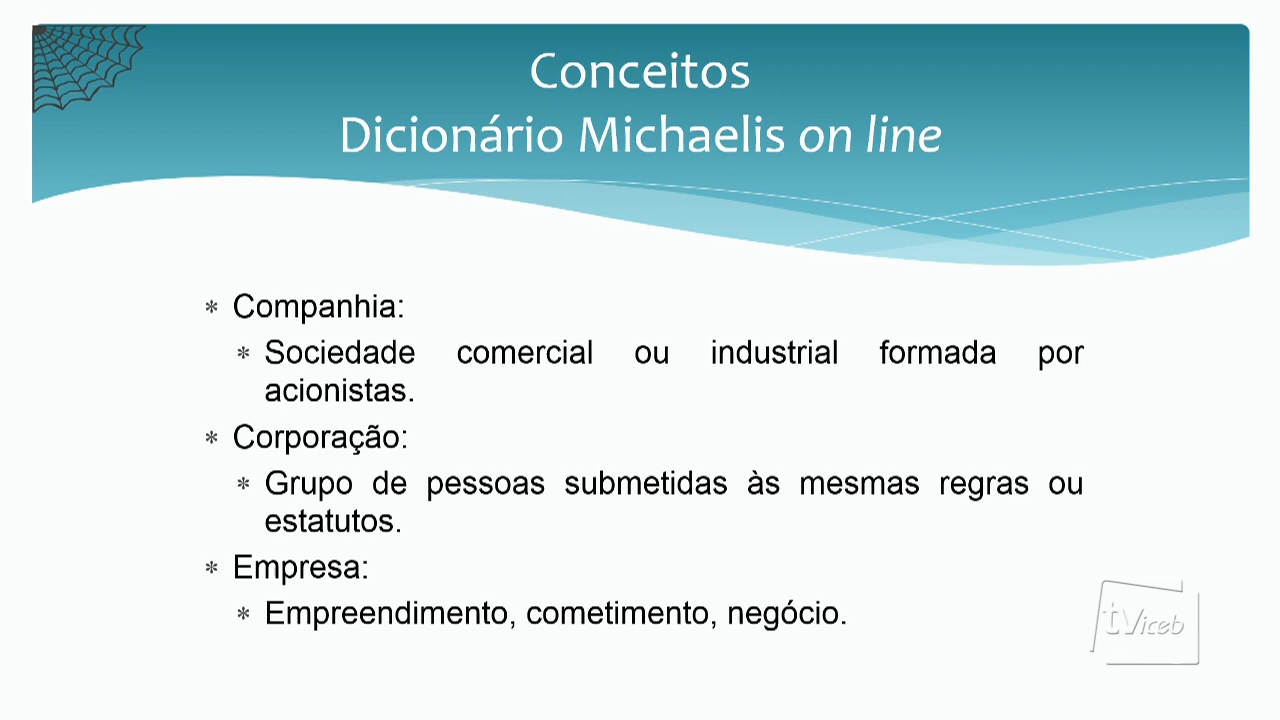 Conceitos
Dicionário Michaelis on line
* Companhia:
* Sociedade comercial ou industrial formada por
acionistas.
* Corporação:
* Grupo de pessoas submetidas às mesmas regras ou
estatutos.
* Empresa:
* Empreendimento, cometimento, negócio.
tViceb